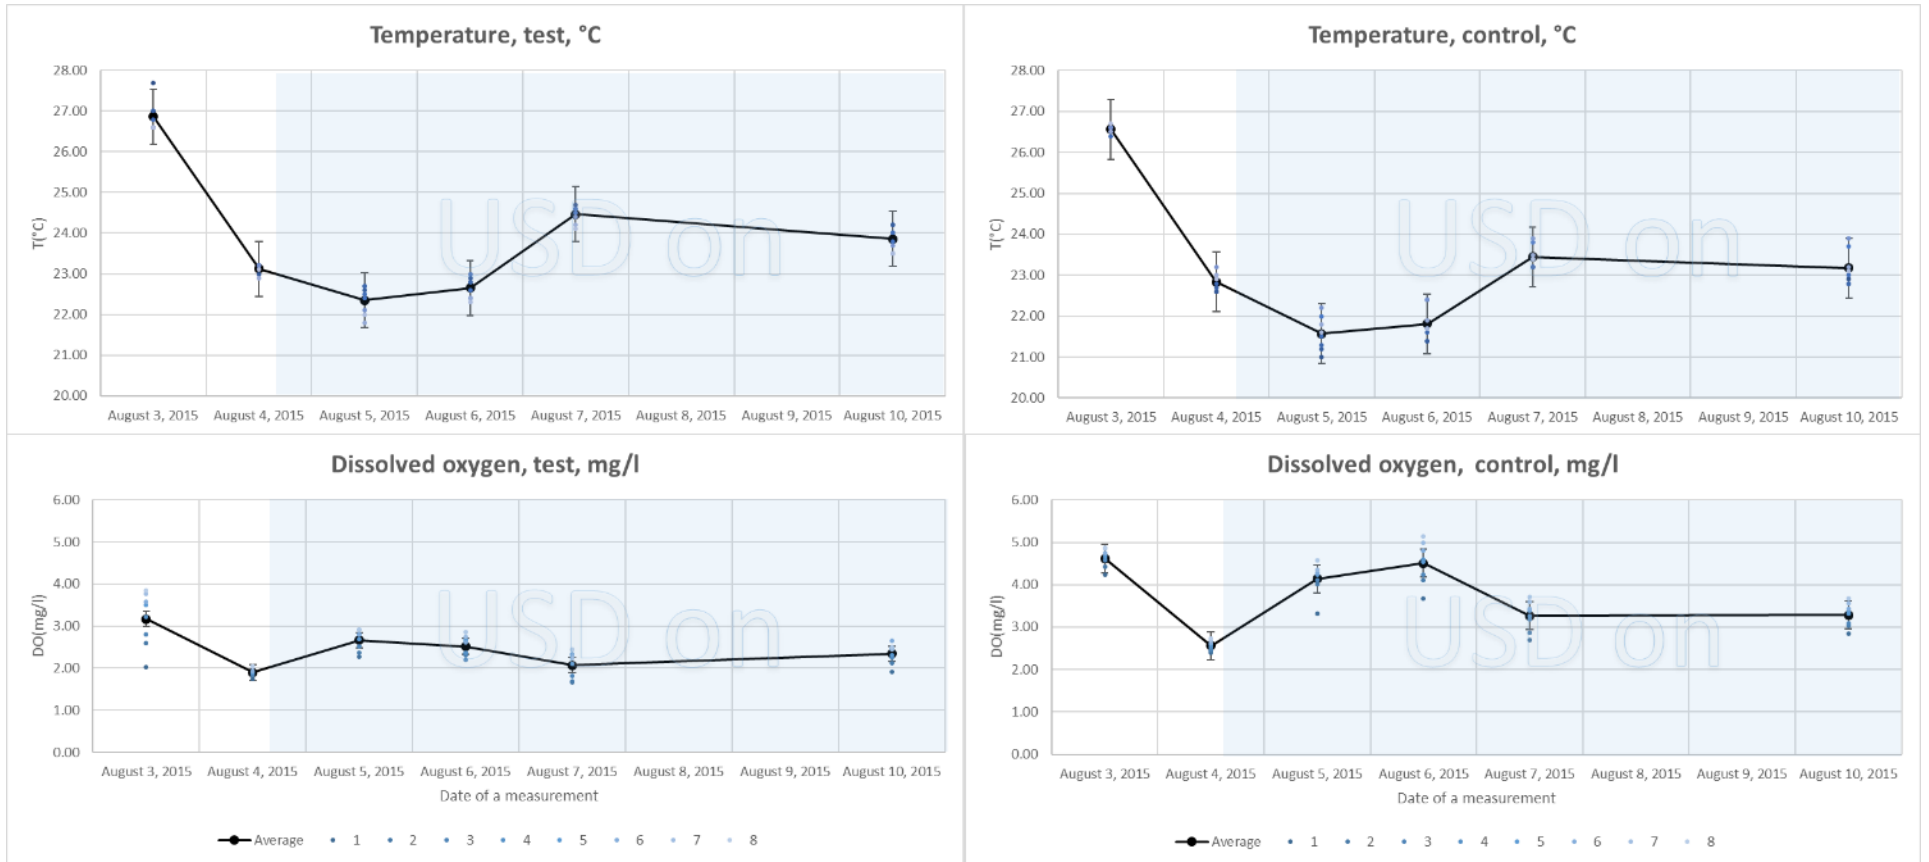 Temperature, test, °C
28.00
27.00
26.00
25.00
24.00
23.00
22.00
21.00
20.00
T(°C)
USD on
August 3, 2015 August 4, 2015 August 5, 2015 August 6, 2015 August 7, 2015 August 8, 2015 August 9, 2015 August 10, 2015
Temperature, control, °C
28.00
27.00
26.00
25.00
24.00
23.00
22.00
21.00
20.00
T(°C)
USD on
August 3, 2015 August 4, 2015 August 5, 2015 August 6, 2015 August 7, 2015 August 8, 2015 August 9, 2015 August 10, 2015
Dissolved oxygen, test, mg/l
6.00
5.00
4.00
3.00
2.00
1.00
0.00
DO(mg/l)
USD on
August 3, 2015 August 4, 2015 August 5, 2015 August 6, 2015 August 7, 2015 August 8, 2015 August 9, 2015 August 10, 2015
Date of a measurement
Average 1 2 3 4 5 6 7 8
Dissolved oxygen, control, mg/l
6.00
5.00
4.00
3.00
2.00
1.00
0.00
DO(mg/l)
USD on
August 3, 2015 August 4, 2015 August 5, 2015 August 6, 2015 August 7, 2015 August 8, 2015 August 9, 2015 August 10, 2015
Date of a measurement
Average 1 2 3 4 5 6 7 8